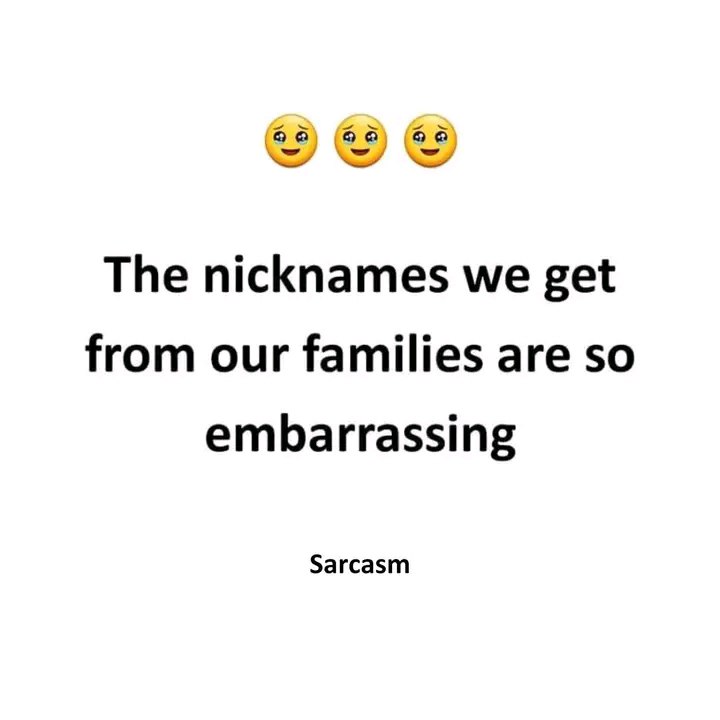 The nicknames we get
from our families are so
embarrassing
Sarcasm